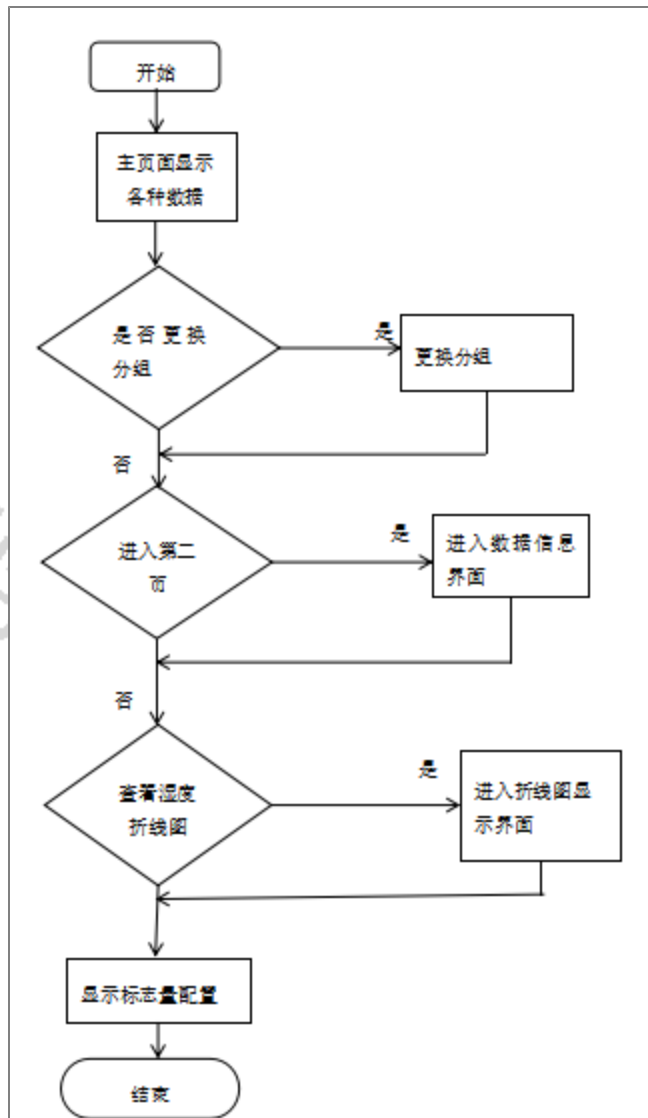 开始
主页面显示
各种数据
是否更换
分组
是
更换分组
否
进入第二
页
是
进入数据信息
界面
否
查看湿度
折线图
是
进入折线图显
示界面
显示标志量配置
结束